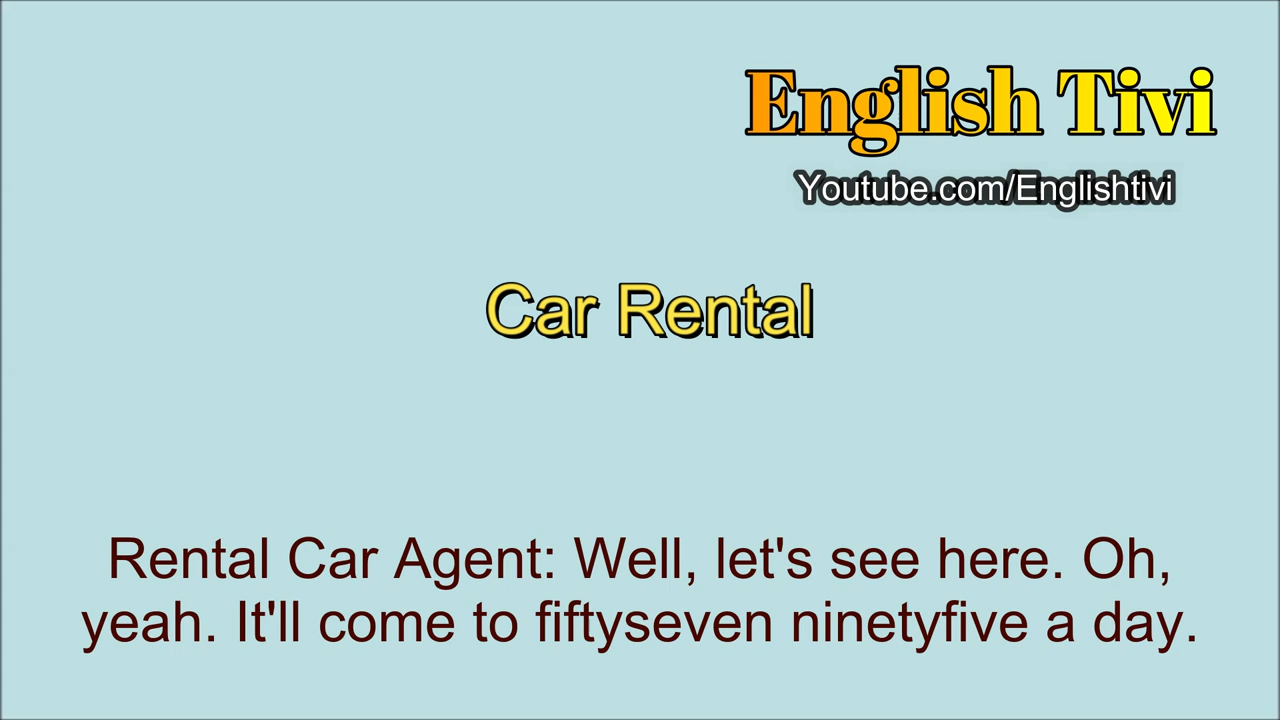 English Tivi
Youtube.com/Englishtivi
Car Rental
Rental Car Agent: Well, let's see here. Oh,
yeah. It'll come to fiftyseven ninetyfive a day.